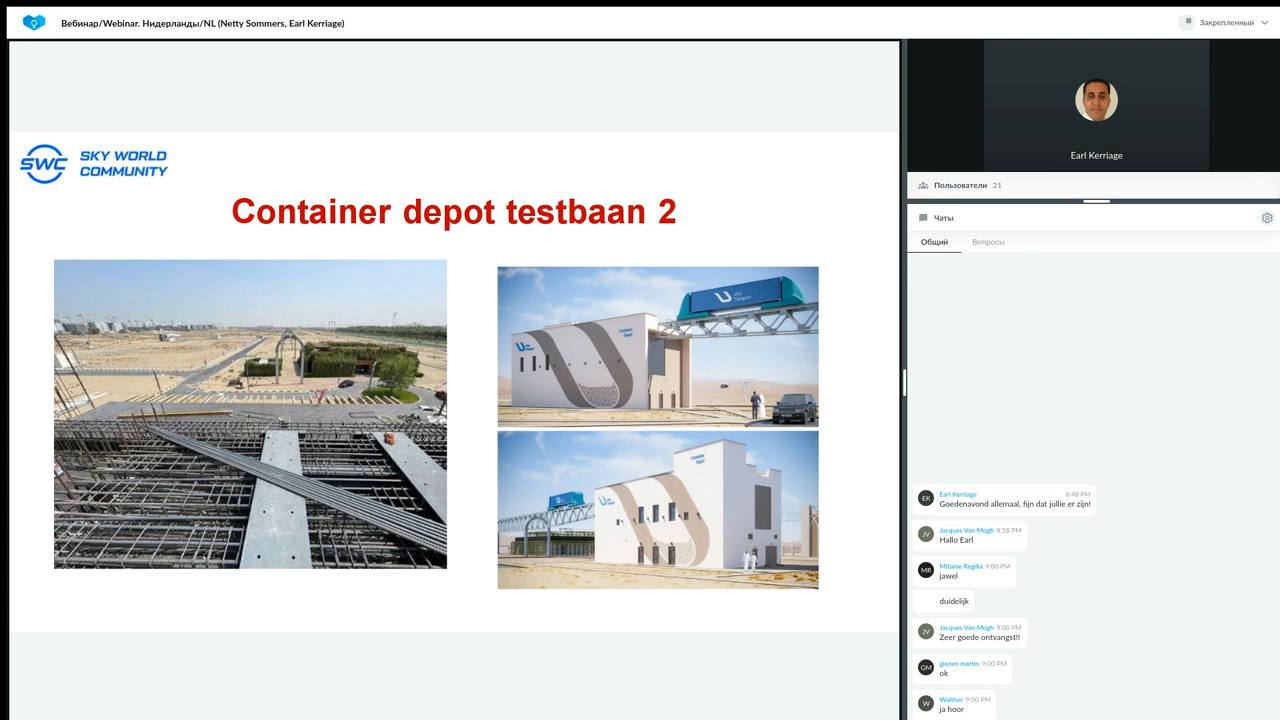 Вебинар/Webinar. Нидерланды/NL (Netty Sommers, Earl Kerriage)
Закрепленный
SWC SKY WORLD COMMUNITY
Container depot testbaan 2
Earl Kerriage
Пользователи 21
Чаты
Общий Вопросы
EK Earl Kerriage 8:48 PM
Goedenavond allemaal, fijn dat jullie er zijn!
JV Jacques Van Mogh 8:58 PM
Hallo Earl
MR Mitanie Regilia 9:00 PM
jawel
duidelijk
JV Jacques Van Mogh 9:00 PM
Zeer goede ontvangst!!
GM giezen martin 9:00 PM
ok
W Walther 9:00 PM
ja hoor